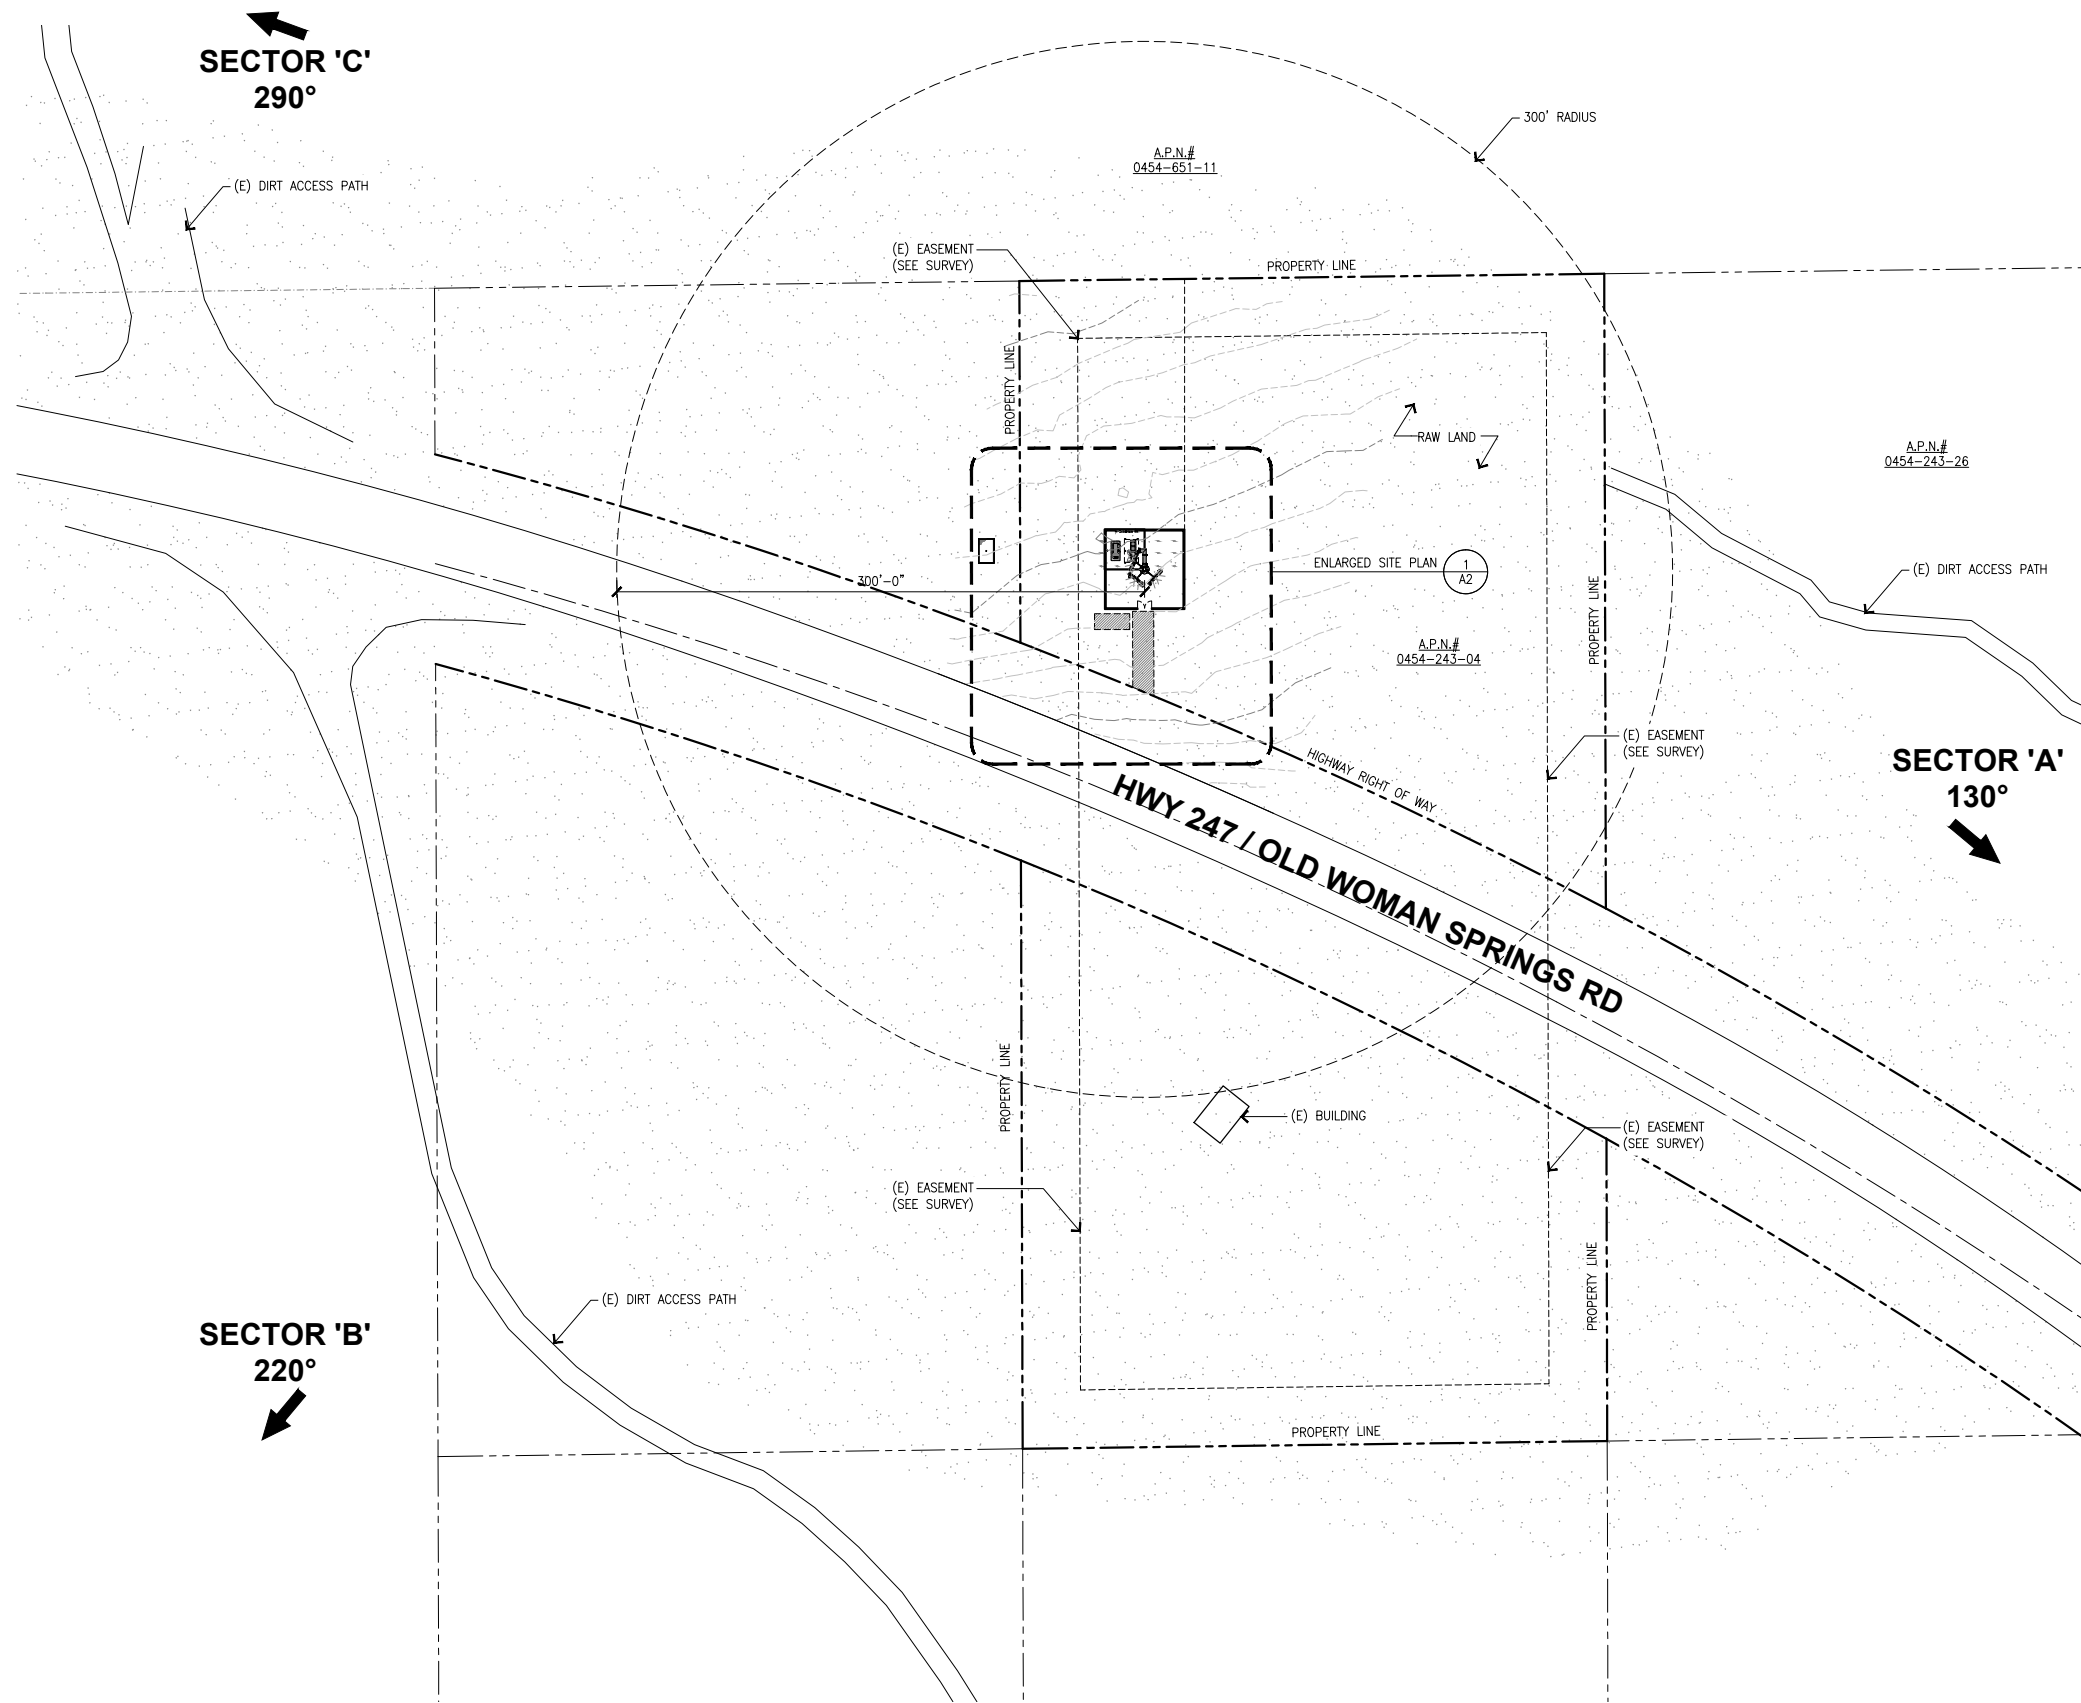 SECTOR 'C'
290°
300' RADIUS
A.P.N.#
0454-651-11
(E) DIRT ACCESS PATH
(E) EASEMENT
(SEE SURVEY)
PROPERTY LINE
PROPERTY LINE
RAW LAND
A.P.N.#
0454-243-26
ENLARGED SITE PLAN
1
A2
(E) DIRT ACCESS PATH
300'-0"
PROPERTY LINE
A.P.N.#
0454-243-04
(E) EASEMENT
(SEE SURVEY)
SECTOR 'A'
130°
HIGHWAY RIGHT OF WAY
HWY 247 / OLD WOMAN SPRINGS RD
PROPERTY LINE
(E) BUILDING
(E) EASEMENT
(SEE SURVEY)
(E) EASEMENT
(SEE SURVEY)
PROPERTY LINE
(E) DIRT ACCESS PATH
SECTOR 'B'
220°
PROPERTY LINE